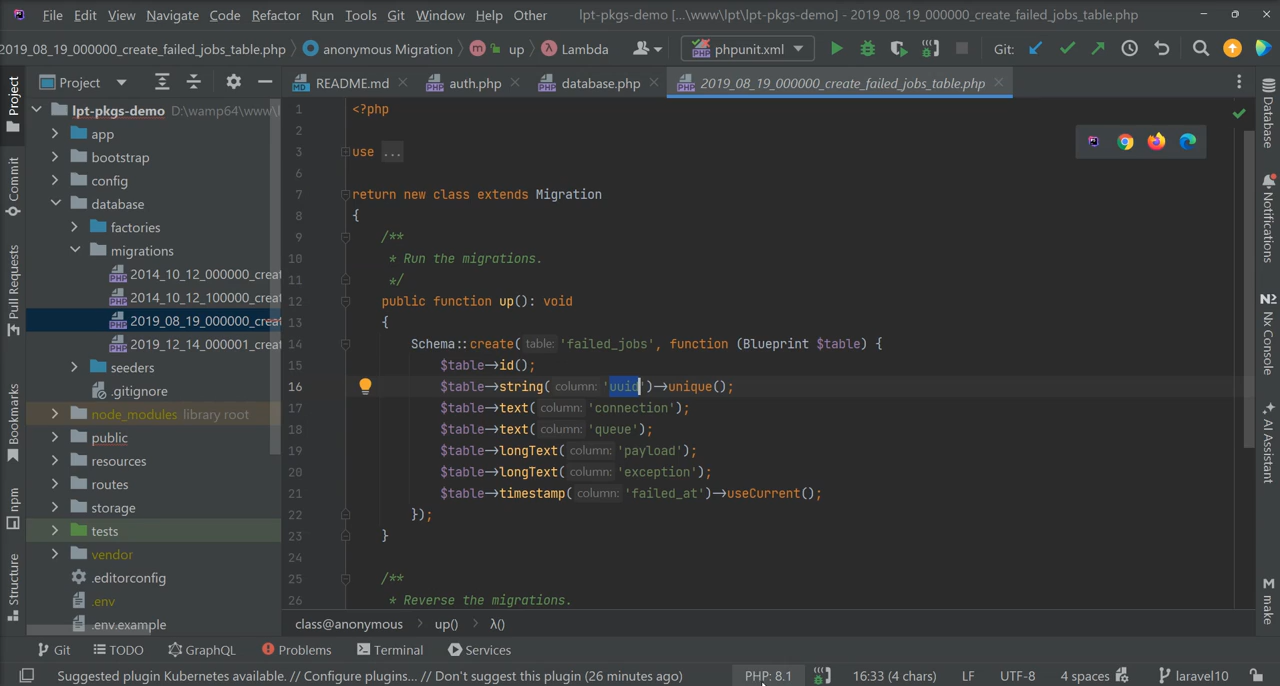 File Edit View Navigate Code Refactor Run Tools Git Window Help Other lpt-pkgs-demo [...\www\lpt\lpt-pkgs-demo] - 2019_08_19_000000_create_failed_jobs_table.php
2019_08_19_000000_create_failed_jobs_table.php anonymous Migration m up λ Lambda phpunit.xml Git:
Project README.md auth.php database.php 2019_08_19_000000_create_failed_jobs_table.php
Project
Commit
Pull Requests
Bookmarks
npm
Structure
lpt-pkgs-demo D:\wamp64\www\l
app
bootstrap
config
database
factories
migrations
2014_10_12_000000_creat
2014_10_12_100000_creat
2019_08_19_000000_creat
2019_12_14_000001_creat
seeders
.gitignore
node_modules library root
public
resources
routes
storage
tests
vendor
.editorconfig
.env
.env.example
1 <?php
2
3 use ...
6
7 return new class extends Migration
8 {
9 /**
10 * Run the migrations.
11 */
12 public function up(): void
13 {
14 Schema::create( table: 'failed_jobs', function (Blueprint $table) {
15 $table->id();
16 $table->string( column: 'uuid')->unique();
17 $table->text( column: 'connection');
18 $table->text( column: 'queue');
19 $table->longText( column: 'payload');
20 $table->longText( column: 'exception');
21 $table->timestamp( column: 'failed_at')->useCurrent();
22 });
23 }
24
25 /**
26 * Reverse the migrations.
Database
Notifications
Nx Console
AI Assistant
M make
class@anonymous up() λ()
Git TODO GraphQL Problems Terminal Services
Suggested plugin Kubernetes available. // Configure plugins... // Don't suggest this plugin (26 minutes ago) PHP: 8.1 16:33 (4 chars) LF UTF-8 4 spaces laravel10